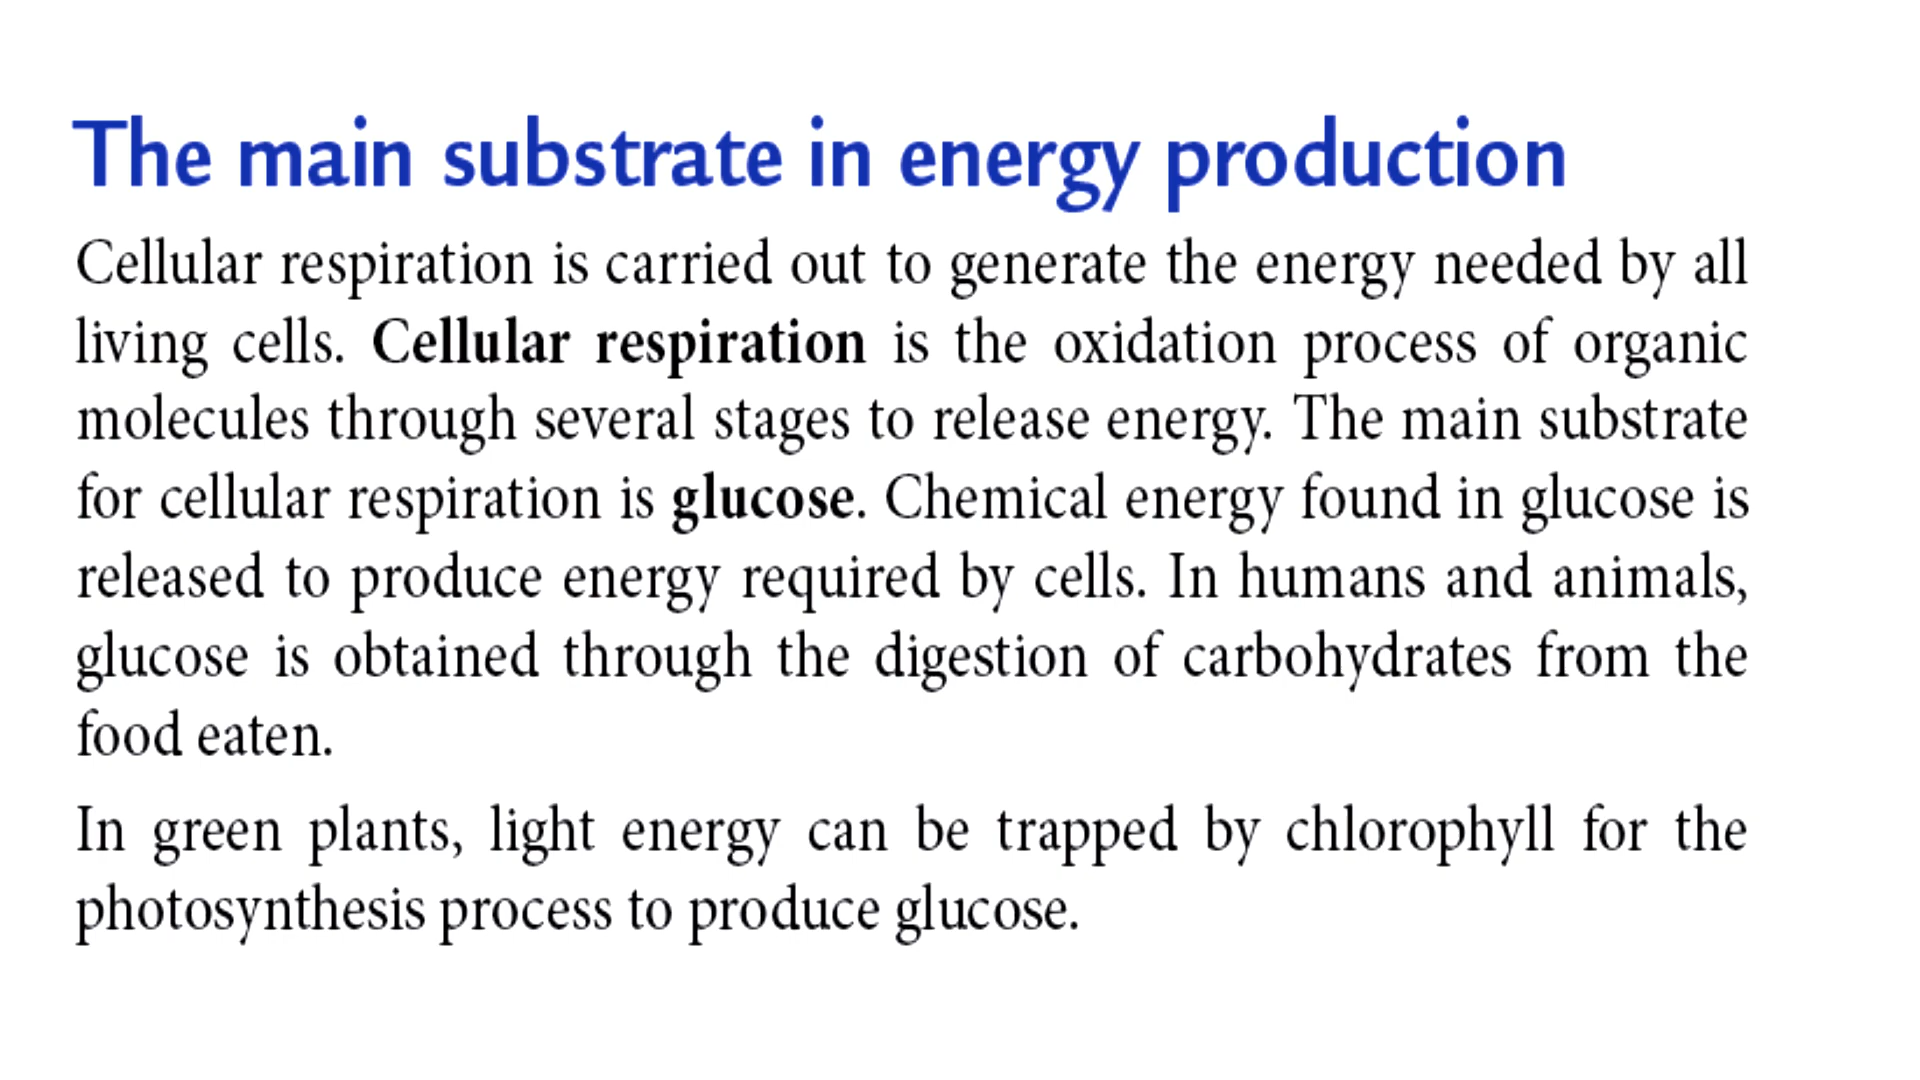 The main substrate in energy production
Cellular respiration is carried out to generate the energy needed by all
living cells. Cellular respiration is the oxidation process of organic
molecules through several stages to release energy. The main substrate
for cellular respiration is glucose. Chemical energy found in glucose is
released to produce energy required by cells. In humans and animals,
glucose is obtained through the digestion of carbohydrates from the
food eaten.
In green plants, light energy can be trapped by chlorophyll for the
photosynthesis process to produce glucose.